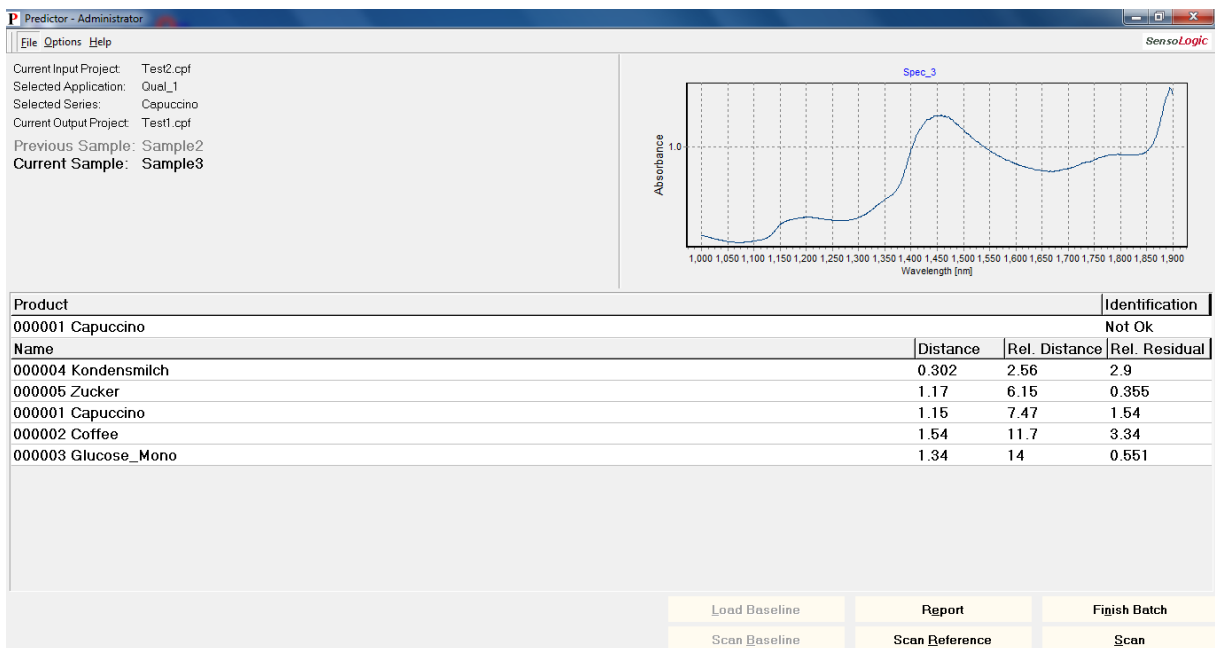 Predictor - Administrator
File Options Help
SensoLogic
Current Input Project: Test2.cpf
Selected Application: Qual_1
Selected Series: Capuccino
Current Output Project: Test1.cpf
Previous Sample: Sample2
Current Sample: Sample3
Spec_3
Absorbance
1.0
1,000 1,050 1,100 1,150 1,200 1,250 1,300 1,350 1,400 1,450 1,500 1,550 1,600 1,650 1,700 1,750 1,800 1,850 1,900
Wavelength [nm]
Product Identification
000001 Capuccino Not Ok
Name Distance Rel. Distance Rel. Residual
000004 Kondensmilch 0.302 2.56 2.9
000005 Zucker 1.17 6.15 0.355
000001 Capuccino 1.15 7.47 1.54
000002 Coffee 1.54 11.7 3.34
000003 Glucose_Mono 1.34 14 0.551
Load Baseline Report Finish Batch
Scan Baseline Scan Reference Scan